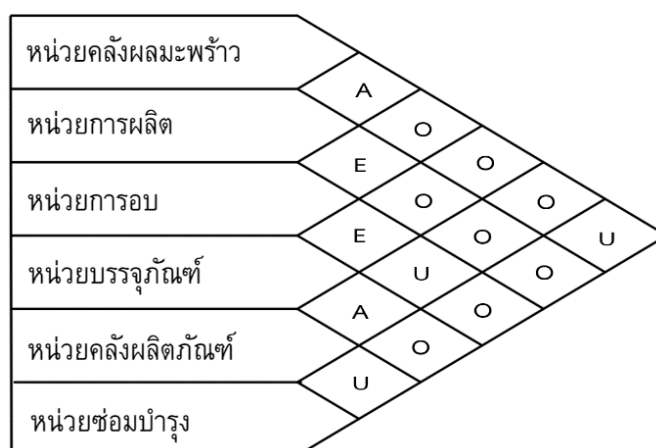 หน่วยคลังผลมะพร้าว
A
หน่วยการผลิต
O
E
O
หน่วยการอบ
O
O
E
O
U
หน่วยบรรจุภัณฑ์
U
O
A
O
หน่วยคลังผลิตภัณฑ์
O
U
หน่วยซ่อมบำรุง